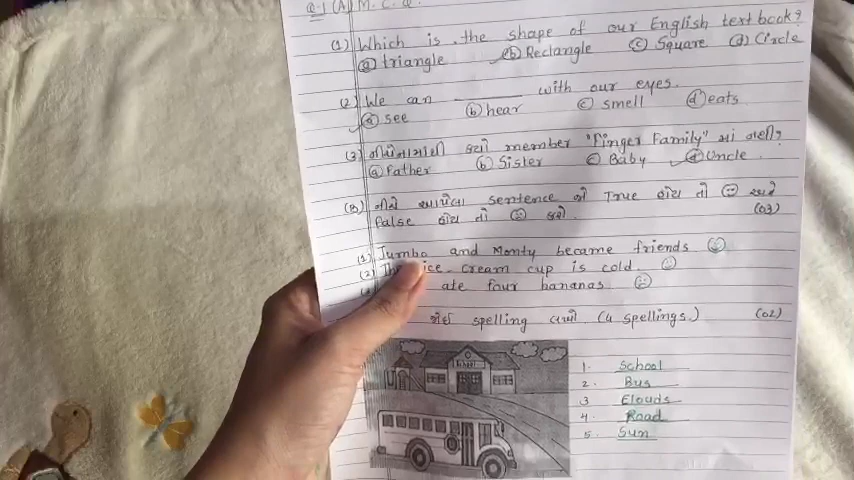 Q-1 (A) M. C. Q.
(1) Which is the shape of our English textbook?
(a) triangle (b) Rectangle (c) Square (d) Circle
(2) We can ______ with our eyes.
(a) see (b) hear (c) smell (d) eats
(3) નીચેનામાંથી કયો member "Finger Family" માં નથી?
(a) Father (b) Sister (c) Baby (d) Uncle.
(B) નીચે આપેલા sentence જો True હોય તો ☺ અને
False હોય તો ☹ કરો. (03)
(1) Jumbo and Monty became friends ☺
(2) The ice-cream cup is cold. ☺
ate four bananas ☹
જોઈ spelling લખો (4 spellings.) (02)
School
1. School
2. Bus
3 Clouds
4. Road
5. Sun